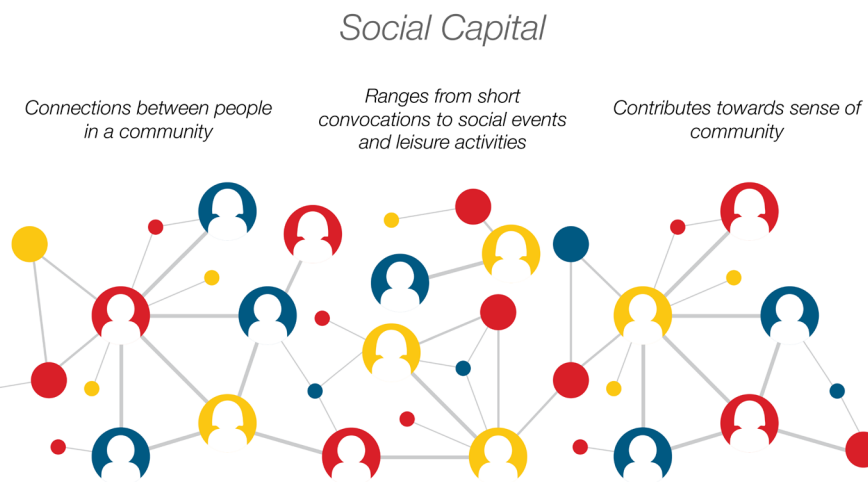 Social Capital
Connections between people
in a community
Ranges from short
convocations to social events
and leisure activities
Contributes towards sense of
community